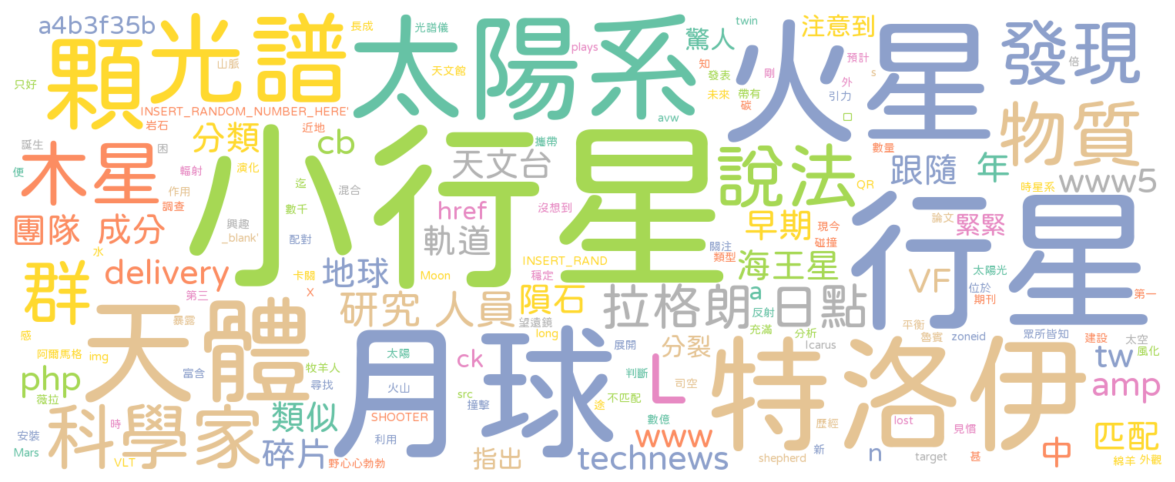 a4b3f35b
顆
光譜
太陽系
火星
發現
長成
光譜儀
山脈
天文館
plays
驚人
twin
注意到
只好
INSERT_RANDOM_NUMBER_HERE'
岩石
近地
知
發表
未來
帶有
碳
avw
剛
外
預計
引力
口
s
倍
數量
誕生
木星
因
分類
cb
攜帶
小行星
天文台
說法
跟隨
年
物質
www5
便
輻射
演化
迄
混合
作用
調查
數千
QR
時星系
團隊
成分
興趣
_blank'
配對
href
軌道
沒想到
早期
現今
碰撞
論文
緊緊
行星
水
群
delivery
第三
卡關
X
地球
Moon
INSERT_RAND
穩定
關注
類型
海王星
太陽光
位於
期刊
第一
VF
暴露
研究
人員
隕石
拉格朗日點
a
反射
望遠鏡
充滿
分析
平衡
魯賓
zoneid
眾所皆知
建設
太空
風化
感
阿爾馬格
img
天體
太陽
long
展開
分裂
Icarus
php
薇拉
富含
牧羊人
尋找
火山
月球
ck
src
撞擊
判斷
不匹配
L
司空
特洛伊
tw
amp
科學家
時
類似
SHOOTER
數億
途
歷經
lost
見慣
匹配
安裝
Mars
VLT
碎片
利用
野心心勃勃
指出
technews
www
shepherd
新
n
target
甚
中
輪羊
外觀